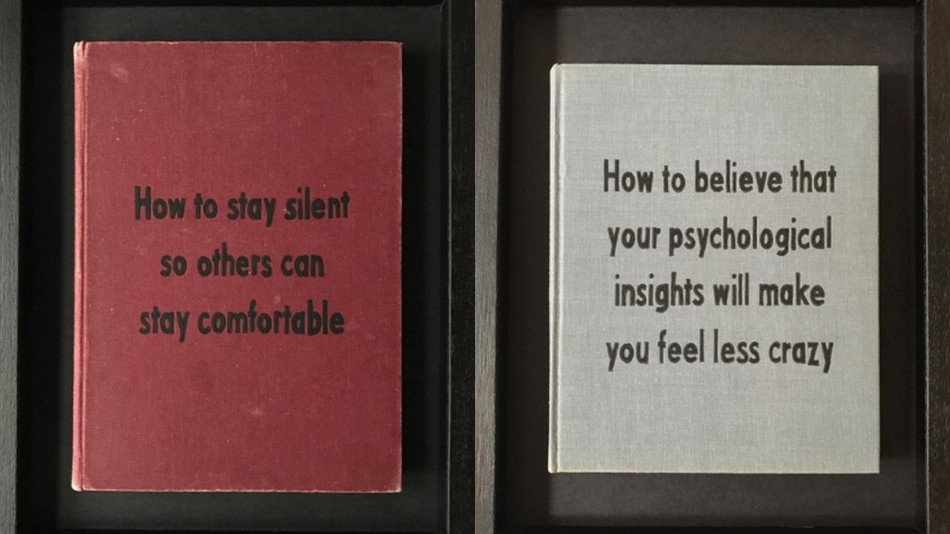 How to stay silent
so others can
stay comfortable
How to believe that
your psychological
insights will make
you feel less crazy